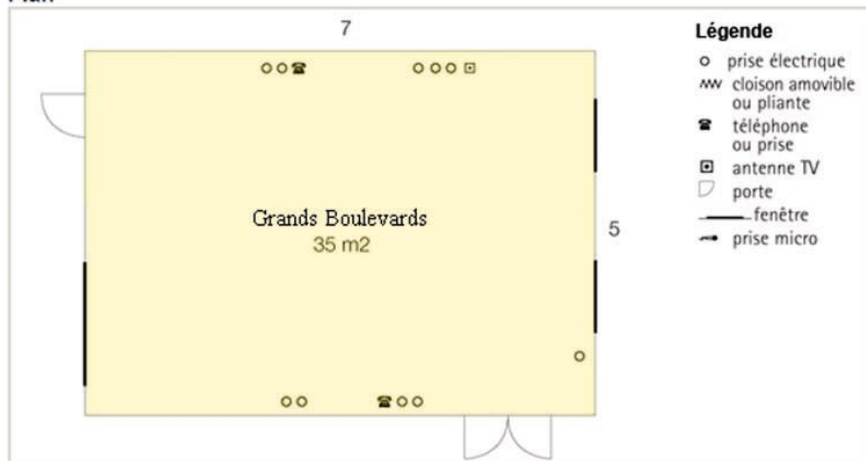 7
Grands Boulevards
35 m2
5
Légende
prise électrique
cloison amovible
ou pliante
téléphone
ou prise
antenne TV
porte
fenêtre
prise micro